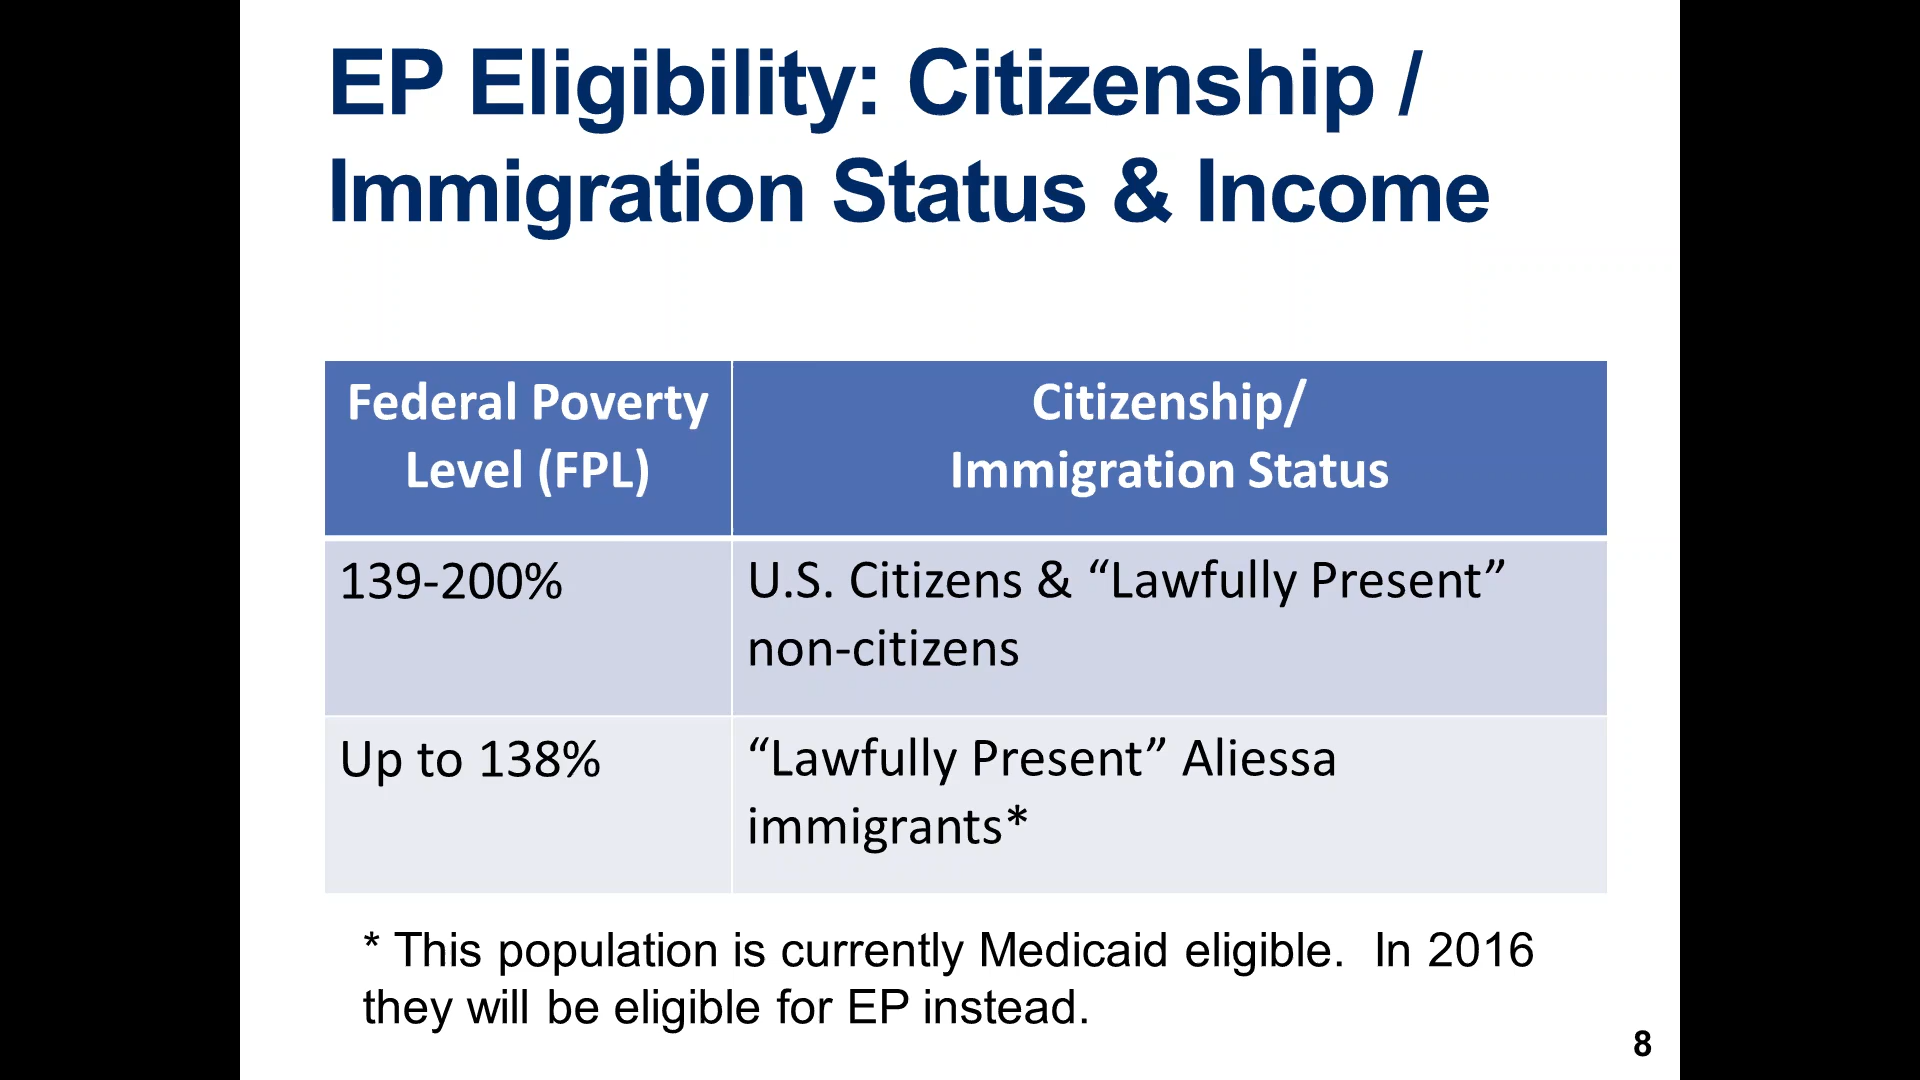 EP Eligibility: Citizenship /
Immigration Status & Income
Federal Poverty
Level (FPL)
Citizenship/
Immigration Status
139-200%
U.S. Citizens & “Lawfully Present”
non-citizens
Up to 138%
“Lawfully Present” Aliessa
immigrants*
* This population is currently Medicaid eligible.  In 2016
they will be eligible for EP instead.
8